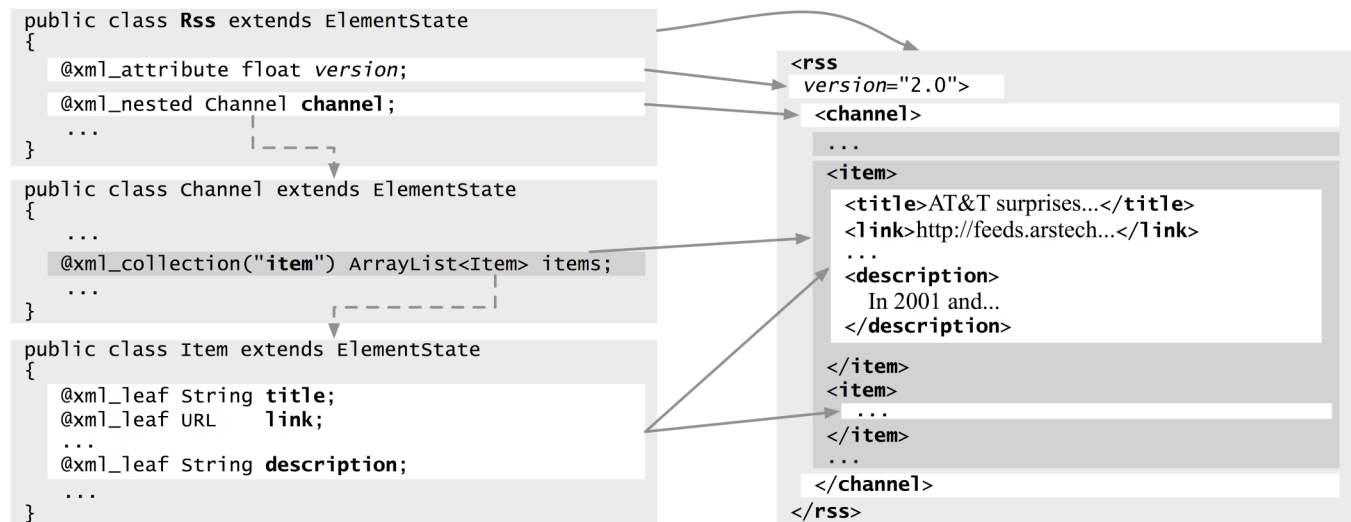 public class Rss extends ElementState
{
@xml_attribute float version;
@xml_nested Channel channel;
...
}
public class Channel extends ElementState
{
...
@xml_collection("item") ArrayList<Item> items;
...
}
public class Item extends ElementState
{
@xml_leaf String title;
@xml_leaf URL link;
...
@xml_leaf String description;
...
}
<rss
version="2.0">
<channel>
...
<item>
<title>AT&T surprises...</title>
<link>http://feeds.arstech...</link>
...
<description>
In 2001 and...
</description>
</item>
<item>
...
</item>
...
</channel>
</rss>